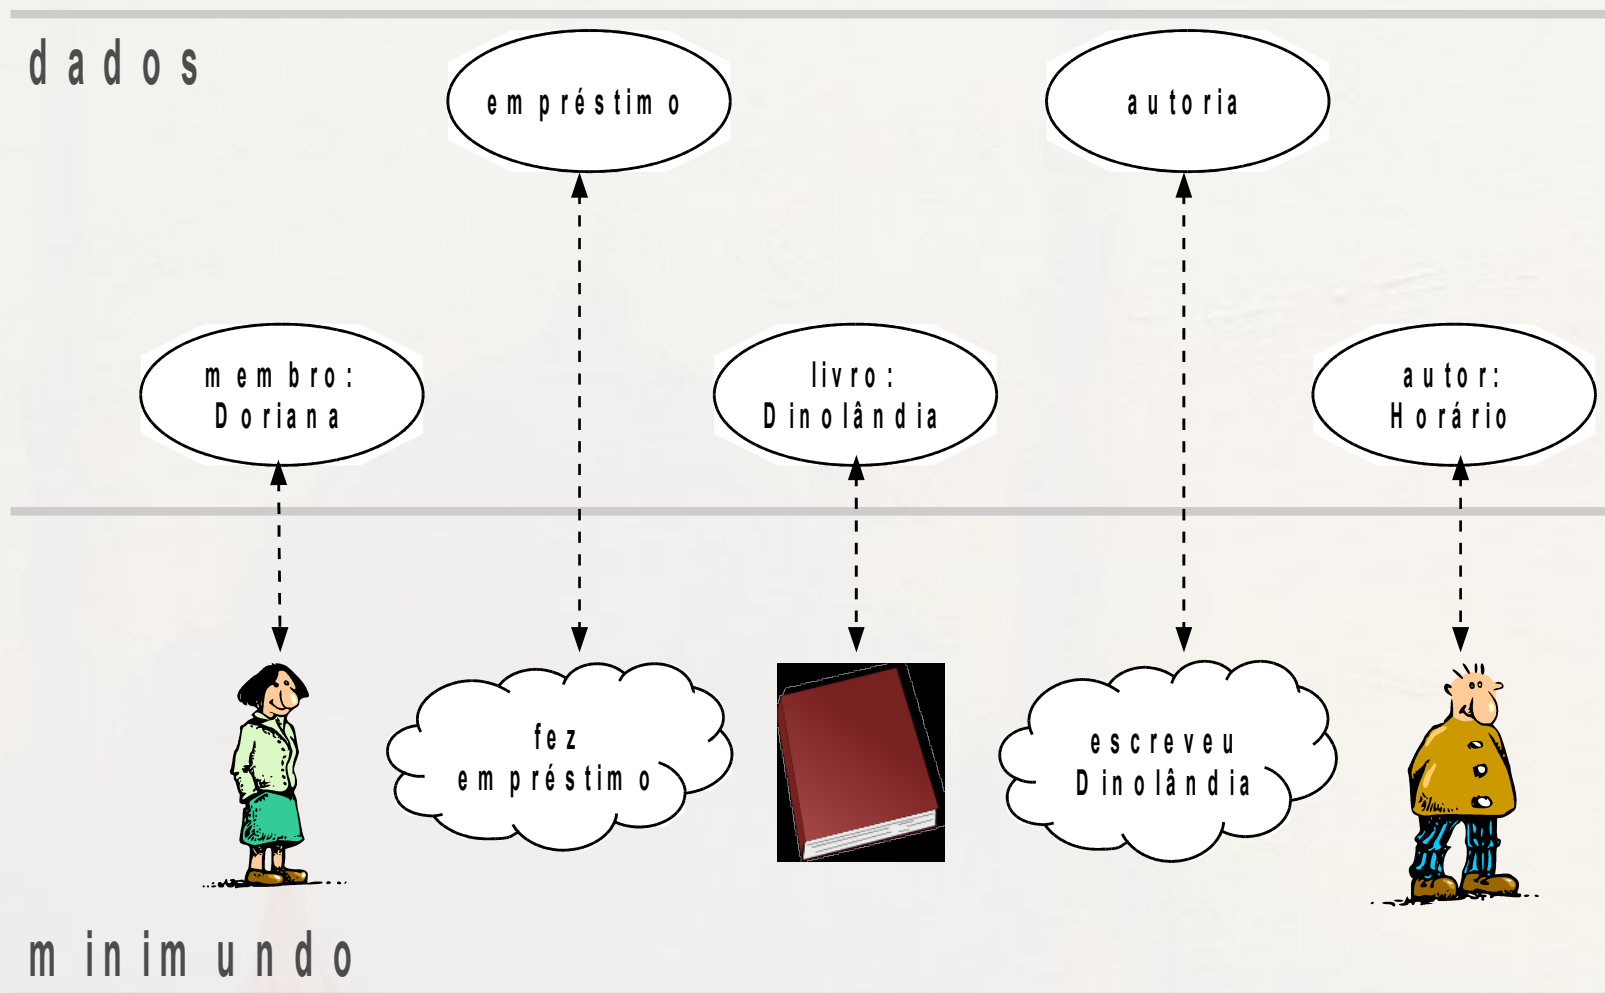 dados
empréstimo
autoria
membro:
Doriana
livro:
Dinolândia
autor:
Horário
fez
empréstimo
escreveu
Dinolândia
minimundo